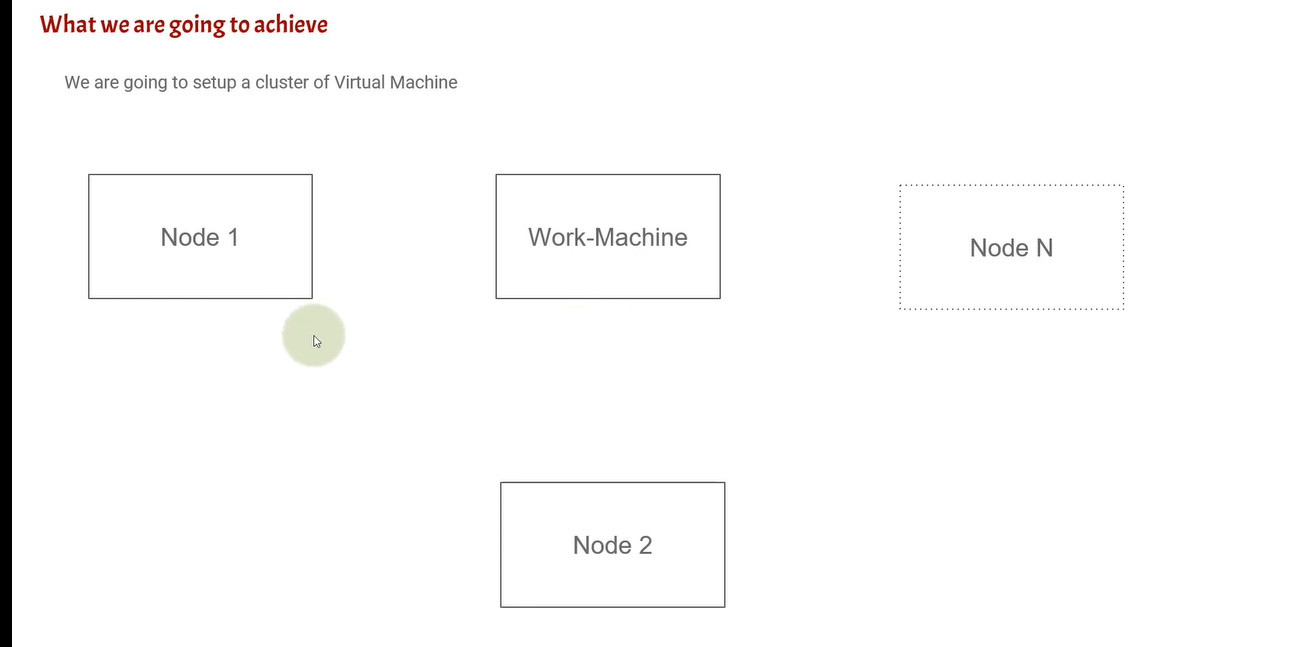 What we are going to achieve
We are going to setup a cluster of Virtual Machine
Node 1
Work-Machine
Node N
Node 2